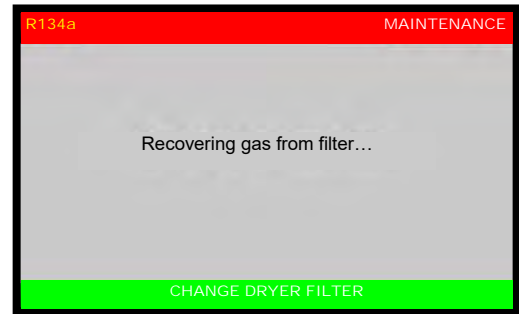 R134a MAINTENANCE
Recovering gas from filter…
CHANGE DRYER FILTER